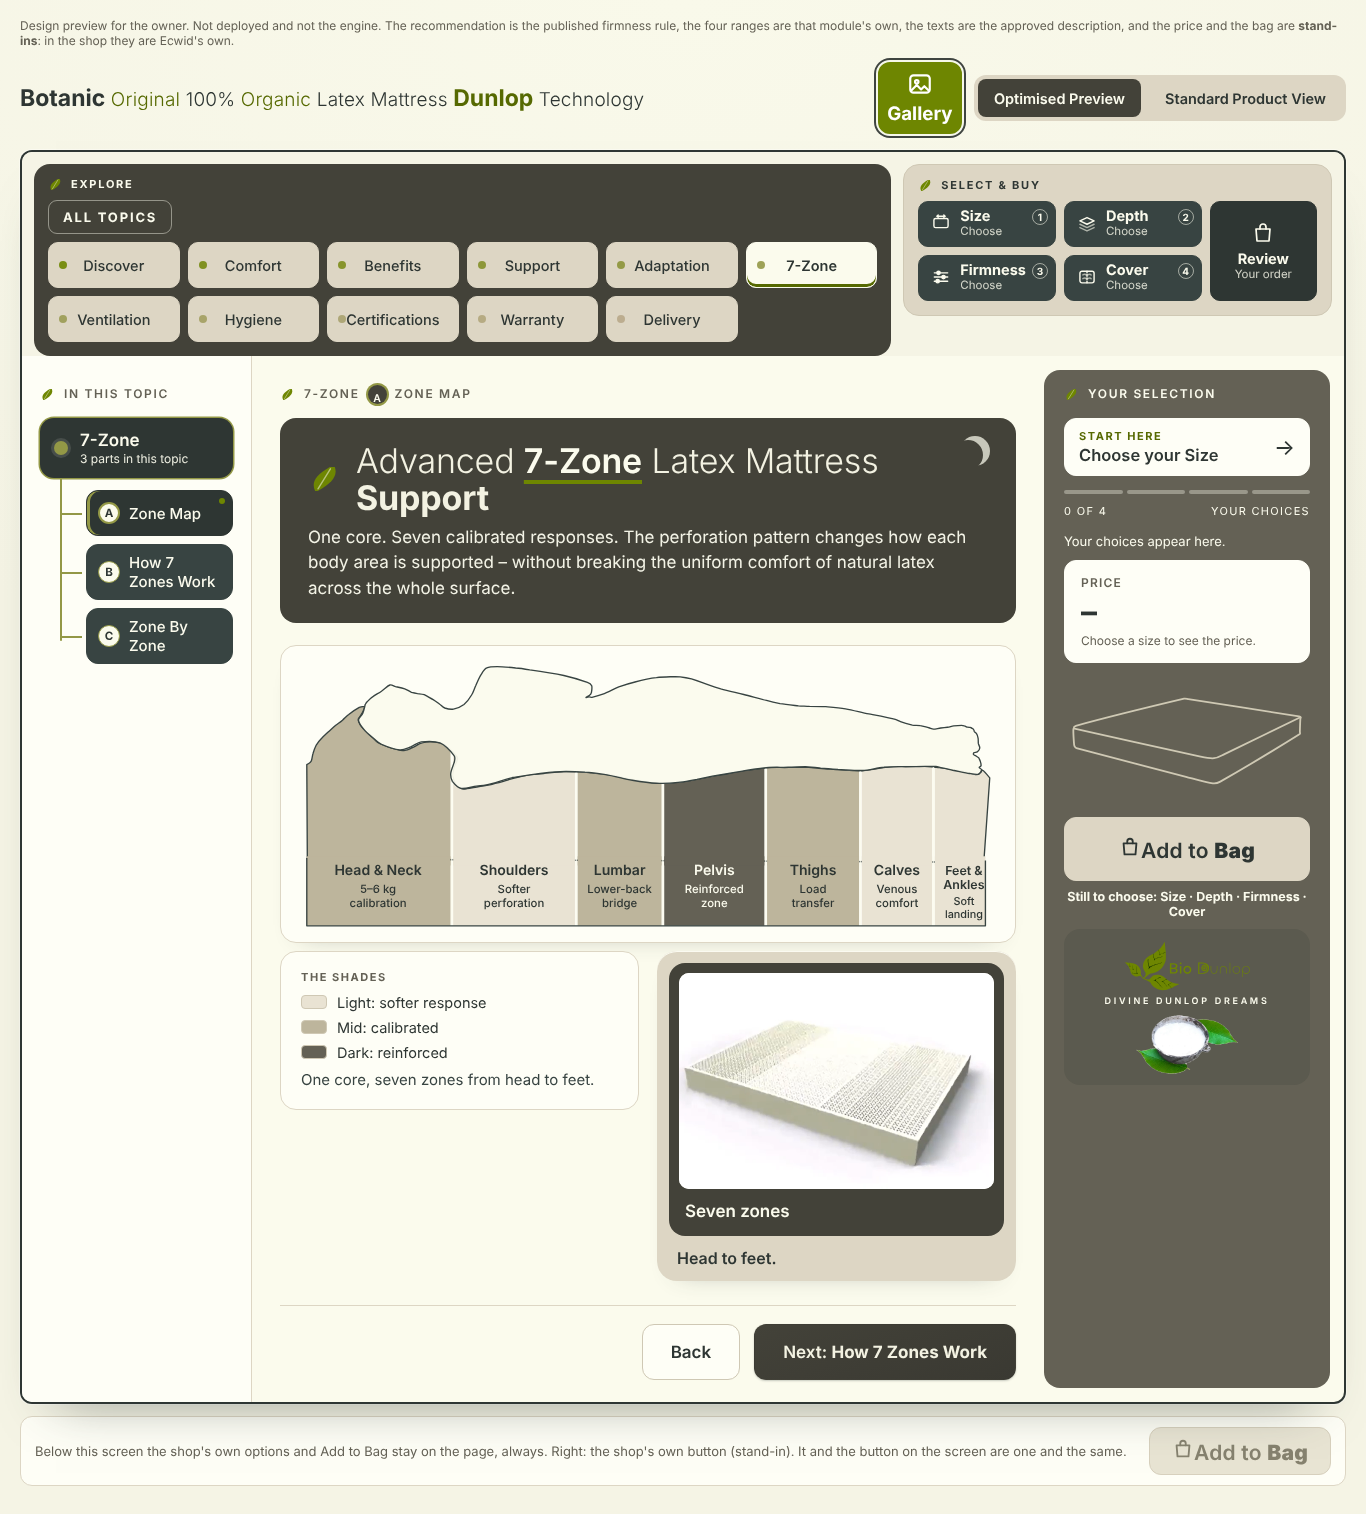 Design preview for the owner. Not deployed and not the engine. The recommendation is the published firmness rule, the four ranges are that module's own, the texts are the approved description, and the price and the bag are stand-
ins: in the shop they are Ecwid's own.
Botanic Original 100% Organic Latex Mattress Dunlop Technology
Gallery
Optimised Preview
Standard Product View
EXPLORE
ALL TOPICS
Discover
Comfort
Benefits
Support
Adaptation
7-Zone
Ventilation
Hygiene
Certifications
Warranty
Delivery
SELECT & BUY
Size
Choose
1
Depth
Choose
2
Firmness
Choose
3
Cover
Choose
4
Review
Your order
IN THIS TOPIC
7-Zone
3 parts in this topic
A
Zone Map
B
How 7
Zones Work
C
Zone By
Zone
7-ZONE A ZONE MAP
Advanced 7-Zone Latex Mattress
Support
One core. Seven calibrated responses. The perforation pattern changes how each
body area is supported – without breaking the uniform comfort of natural latex
across the whole surface.
Head & Neck
5–6 kg
calibration
Shoulders
Softer
perforation
Lumbar
Lower-back
bridge
Pelvis
Reinforced
zone
Thighs
Load
transfer
Calves
Venous
comfort
Feet &
Ankles
Soft
landing
THE SHADES
Light: softer response
Mid: calibrated
Dark: reinforced
One core, seven zones from head to feet.
Seven zones
Head to feet.
Back
Next: How 7 Zones Work
YOUR SELECTION
START HERE
Choose your Size
0 OF 4
YOUR CHOICES
Your choices appear here.
PRICE
–
Choose a size to see the price.
Add to Bag
Still to choose: Size · Depth · Firmness ·
Cover
Bio Dunlop
DIVINE DUNLOP DREAMS
Below this screen the shop's own options and Add to Bag stay on the page, always. Right: the shop's own button (stand-in). It and the button on the screen are one and the same.
Add to Bag